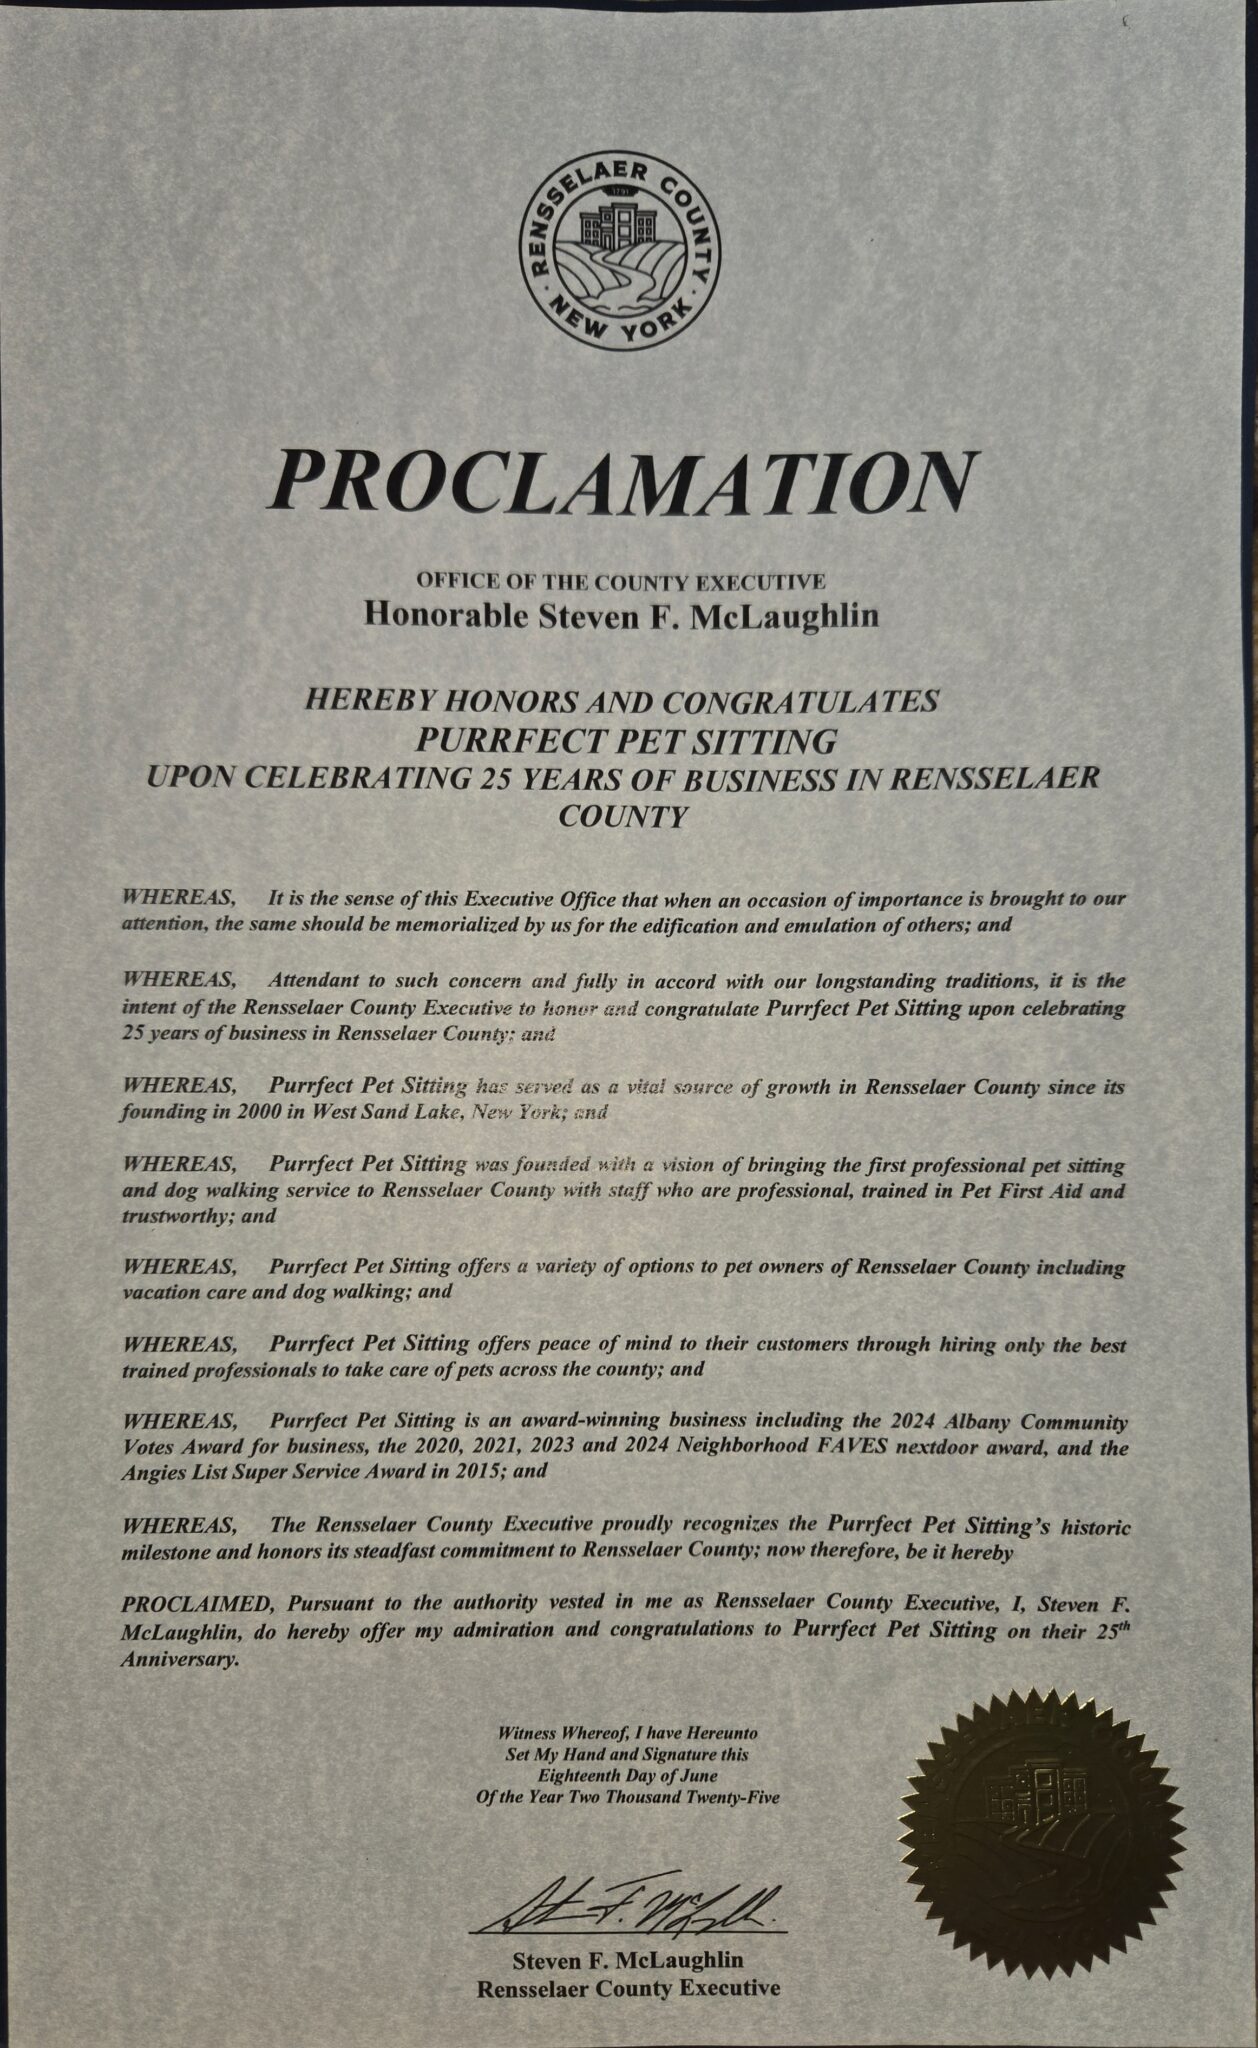 RENSSELAER COUNTY
1791
· NEW YORK ·
PROCLAMATION
OFFICE OF THE COUNTY EXECUTIVE
Honorable Steven F. McLaughlin
HEREBY HONORS AND CONGRATULATES
PURRFECT PET SITTING
UPON CELEBRATING 25 YEARS OF BUSINESS IN RENSSELAER
COUNTY
WHEREAS, It is the sense of this Executive Office that when an occasion of importance is brought to our
attention, the same should be memorialized by us for the edification and emulation of others; and
WHEREAS, Attendant to such concern and fully in accord with our longstanding traditions, it is the
intent of the Rensselaer County Executive to honor and congratulate Purrfect Pet Sitting upon celebrating
25 years of business in Rensselaer County; and
WHEREAS, Purrfect Pet Sitting has served as a vital source of growth in Rensselaer County since its
founding in 2000 in West Sand Lake, New York; and
WHEREAS, Purrfect Pet Sitting was founded with a vision of bringing the first professional pet sitting
and dog walking service to Rensselaer County with staff who are professional, trained in Pet First Aid and
trustworthy; and
WHEREAS, Purrfect Pet Sitting offers a variety of options to pet owners of Rensselaer County including
vacation care and dog walking; and
WHEREAS, Purrfect Pet Sitting offers peace of mind to their customers through hiring only the best
trained professionals to take care of pets across the county; and
WHEREAS, Purrfect Pet Sitting is an award-winning business including the 2024 Albany Community
Votes Award for business, the 2020, 2021, 2023 and 2024 Neighborhood FAVES nextdoor award, and the
Angies List Super Service Award in 2015; and
WHEREAS, The Rensselaer County Executive proudly recognizes the Purrfect Pet Sitting's historic
milestone and honors its steadfast commitment to Rensselaer County; now therefore, be it hereby
PROCLAIMED, Pursuant to the authority vested in me as Rensselaer County Executive, I, Steven F.
McLaughlin, do hereby offer my admiration and congratulations to Purrfect Pet Sitting on their 25th
Anniversary.
Witness Whereof, I have Hereunto
Set My Hand and Signature this
Eighteenth Day of June
Of the Year Two Thousand Twenty-Five
Steven F. McLaughlin
Rensselaer County Executive